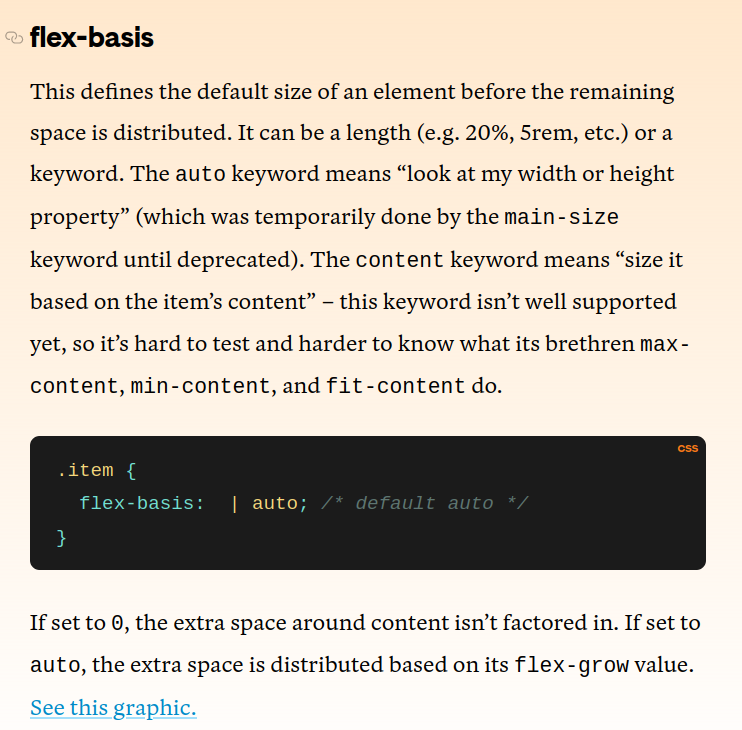 flex-basis
This defines the default size of an element before the remaining
space is distributed. It can be a length (e.g. 20%, 5rem, etc.) or a
keyword. The auto keyword means “look at my width or height
property” (which was temporarily done by the main-size
keyword until deprecated). The content keyword means “size it
based on the item’s content” – this keyword isn’t well supported
yet, so it’s hard to test and harder to know what its brethren max-
content, min-content, and fit-content do.
CSS
.item {
  flex-basis:  | auto; /* default auto */
}
If set to 0, the extra space around content isn’t factored in. If set to
auto, the extra space is distributed based on its flex-grow value.
See this graphic.